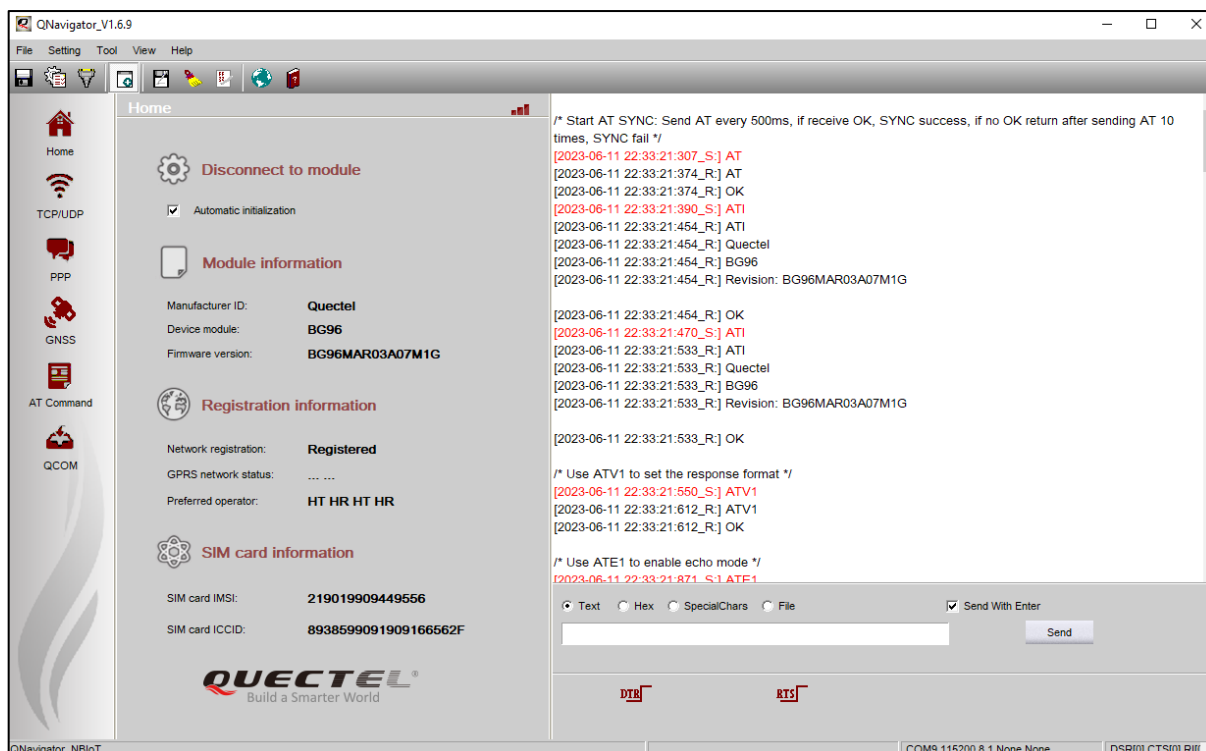 QNavigator_V1.6.9
File Setting Tool View Help
Home
TCP/UDP
PPP
GNSS
AT Command
QCOM
Home
Disconnect to module
Automatic initialization
Module information
Manufacturer ID: Quectel
Device module: BG96
Firmware version: BG96MAR03A07M1G
Registration information
Network registration: Registered
GPRS network status: ... ...
Preferred operator: HT HR HT HR
SIM card information
SIM card IMSI: 219019909449556
SIM card ICCID: 8938599091909166562F
QUECTEL®
Build a Smarter World
/* Start AT SYNC: Send AT every 500ms, if receive OK, SYNC success, if no OK return after sending AT 10
times, SYNC fail */
[2023-06-11 22:33:21:307_S:] AT
[2023-06-11 22:33:21:374_R:] AT
[2023-06-11 22:33:21:374_R:] OK
[2023-06-11 22:33:21:390_S:] ATI
[2023-06-11 22:33:21:454_R:] ATI
[2023-06-11 22:33:21:454_R:] Quectel
[2023-06-11 22:33:21:454_R:] BG96
[2023-06-11 22:33:21:454_R:] Revision: BG96MAR03A07M1G
[2023-06-11 22:33:21:454_R:] OK
[2023-06-11 22:33:21:470_S:] ATI
[2023-06-11 22:33:21:533_R:] ATI
[2023-06-11 22:33:21:533_R:] Quectel
[2023-06-11 22:33:21:533_R:] BG96
[2023-06-11 22:33:21:533_R:] Revision: BG96MAR03A07M1G
[2023-06-11 22:33:21:533_R:] OK
/* Use ATV1 to set the response format */
[2023-06-11 22:33:21:550_S:] ATV1
[2023-06-11 22:33:21:612_R:] ATV1
[2023-06-11 22:33:21:612_R:] OK
/* Use ATE1 to enable echo mode */
[2023-06-11 22:33:21:871_S:] ATE1
Text Hex SpecialChars File Send With Enter
Send
DTR RTS
QNavigator_NBIoT COM9,115200,8,1,None,None DSR[0] CTS[0] RI[